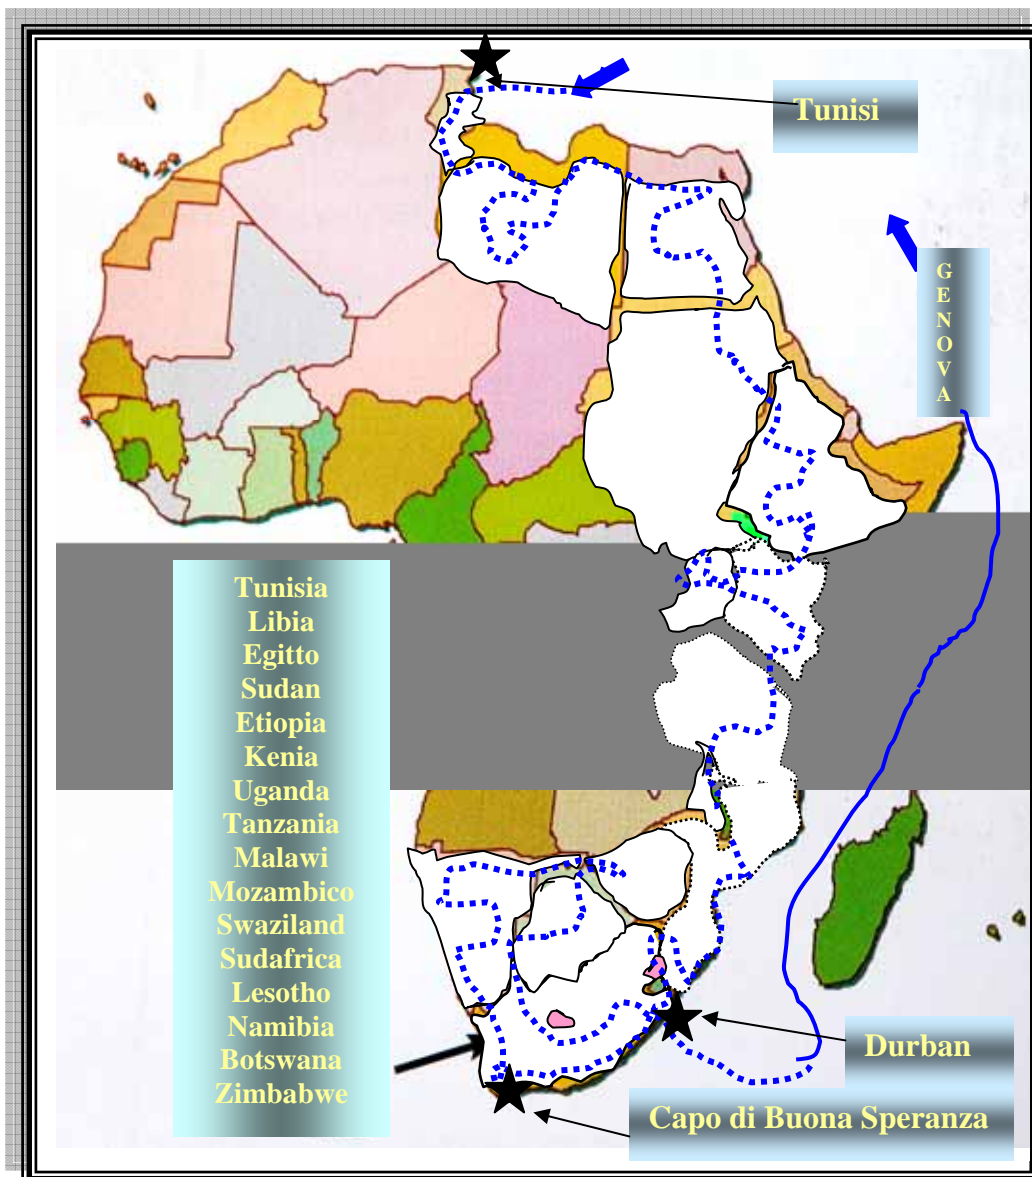 Tunisi
G
E
N
O
V
A
Tunisia
Libia
Egitto
Sudan
Etiopia
Kenia
Uganda
Tanzania
Malawi
Mozambico
Swaziland
Sudafrica
Lesotho
Namibia
Botswana
Zimbabwe
Durban
Capo di Buona Speranza